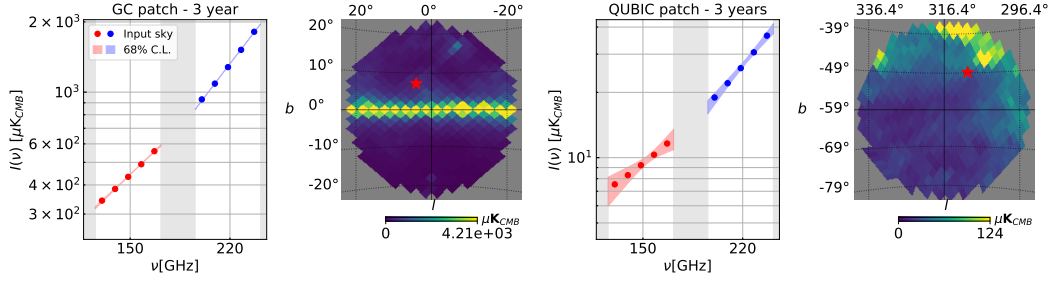 GC patch - 3 year
2 × 10³
10³
6 × 10²
4 × 10²
3 × 10²
I(ν) [μK_CMB]
Input sky
68% C.L.
150
220
ν[GHz]
20° 0° -20°
20°
10°
0°
-10°
-20°
b
l
μK_CMB
0 4.21e+03
QUBIC patch - 3 years
10¹
I(ν) [μK_CMB]
150
220
ν[GHz]
336.4° 316.4° 296.4°
-39°
-49°
-59°
-69°
-79°
b
l
μK_CMB
0 124